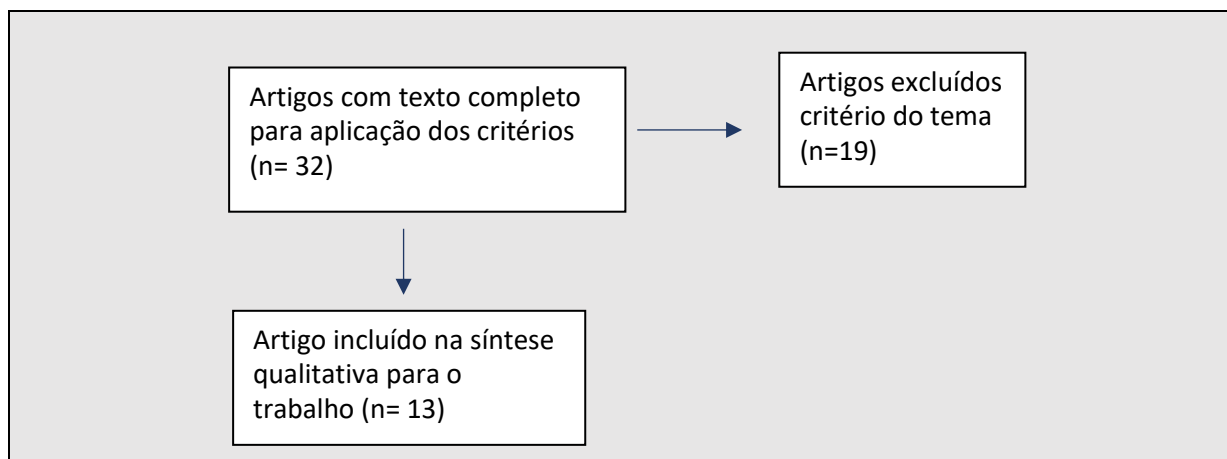 Artigos com texto completo
para aplicação dos critérios
(n= 32)
Artigos excluídos
critério do tema
(n=19)
Artigo incluído na síntese
qualitativa para o
trabalho (n= 13)